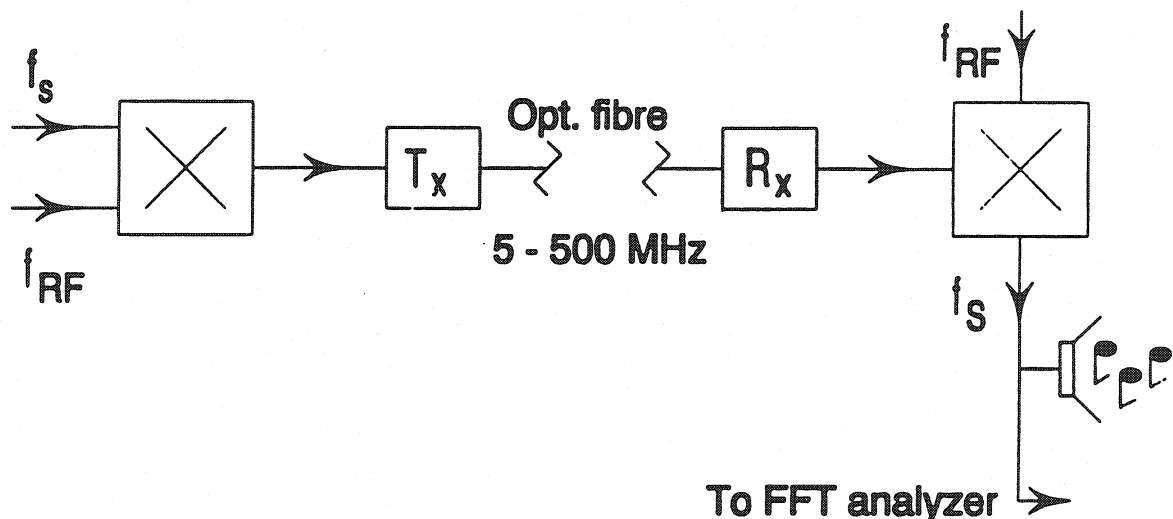 f_s
f_RF
T_x
Opt. fibre
5 - 500 MHz
R_x
f_RF
f_S
To FFT analyzer